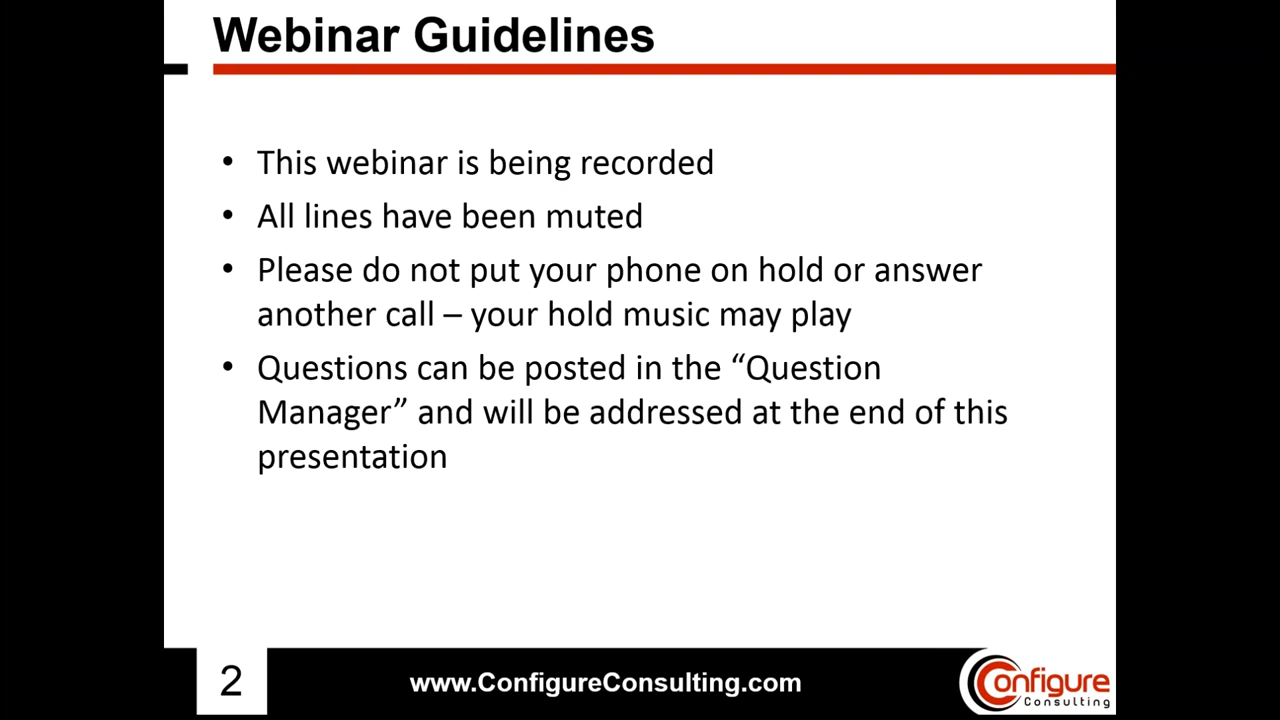 Webinar Guidelines
• This webinar is being recorded
• All lines have been muted
• Please do not put your phone on hold or answer
another call – your hold music may play
• Questions can be posted in the “Question
Manager” and will be addressed at the end of this
presentation
2
www.ConfigureConsulting.com
Configure
Consulting